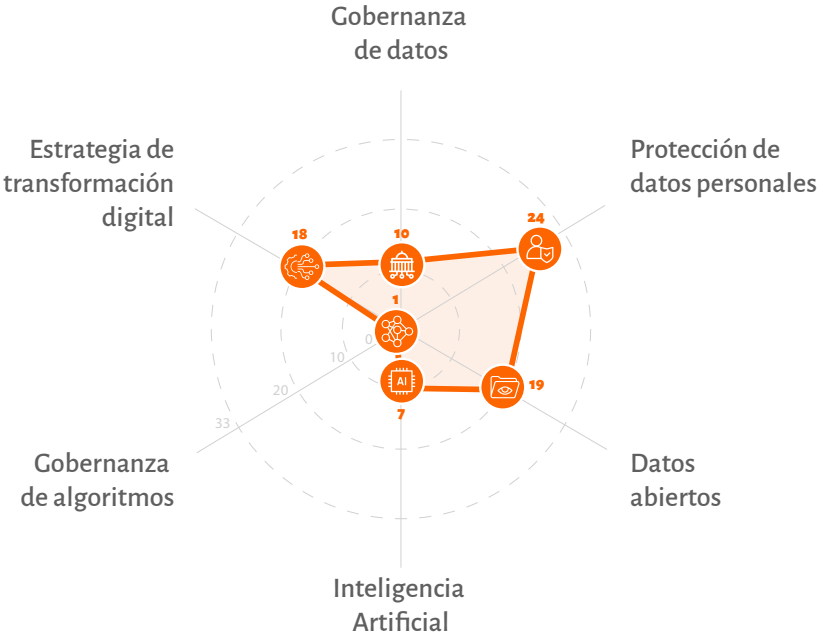 Gobernanza
de datos
Estrategia de
transformación
digital
Protección de
datos personales
24
18
10
1
0
10
20
33
AI
7
19
Gobernanza
de algoritmos
Datos
abiertos
Inteligencia
Artificial